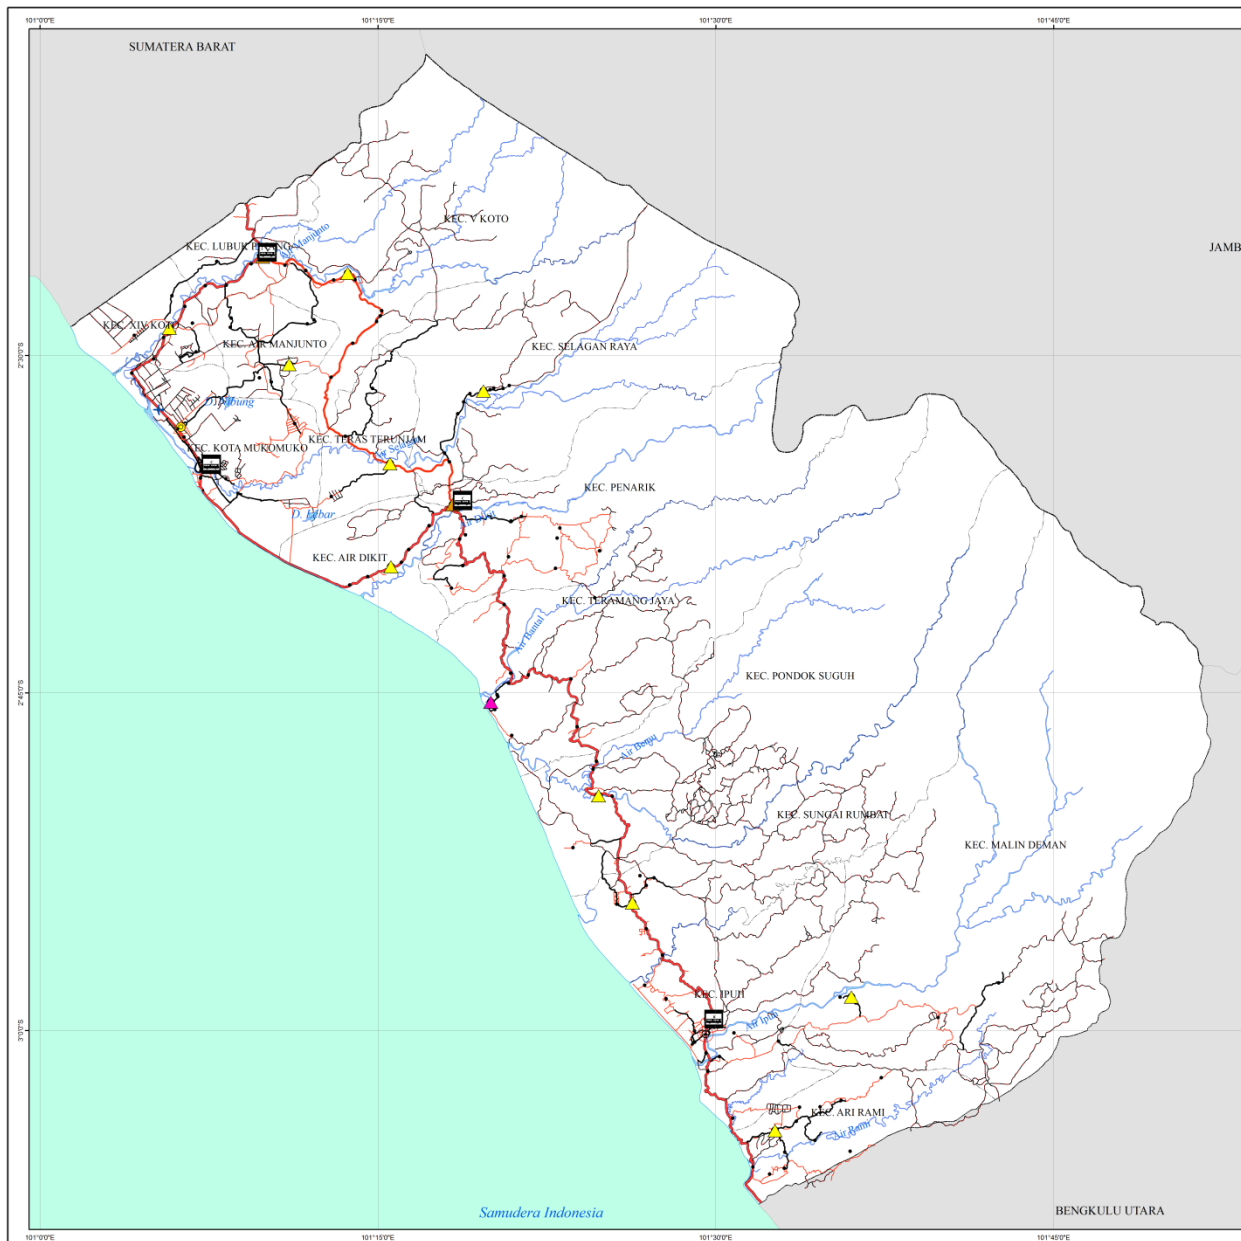 101°0'0"E
101°15'0"E
101°30'0"E
101°45'0"E
SUMATERA BARAT
KEC. V KOTO
KEC. LUBUK PINANG
Air Manjunto
JAMB
KEC. XIV KOTO
KEC. AIR MANJUNTO
KEC. SELAGAN RAYA
2°30'0"S
KEC. TERAS TERUNJAM
KEC. KOTA MUKOMUKO
Air Selagan
KEC. PENARIK
D. Lebar
Air Dikit
KEC. AIR DIKIT
KEC. TERAMANG JAYA
Air Bantal
KEC. PONDOK SUGUH
2°45'0"S
KEC. SUNGAI RUMBAI
KEC. MALIN DEMAN
KEC. IPUH
Air Ipuh
3°0'0"S
KEC. ARI RAMI
Samudera Indonesia
BENGKULU UTARA
101°0'0"E
101°15'0"E
101°30'0"E
101°45'0"E